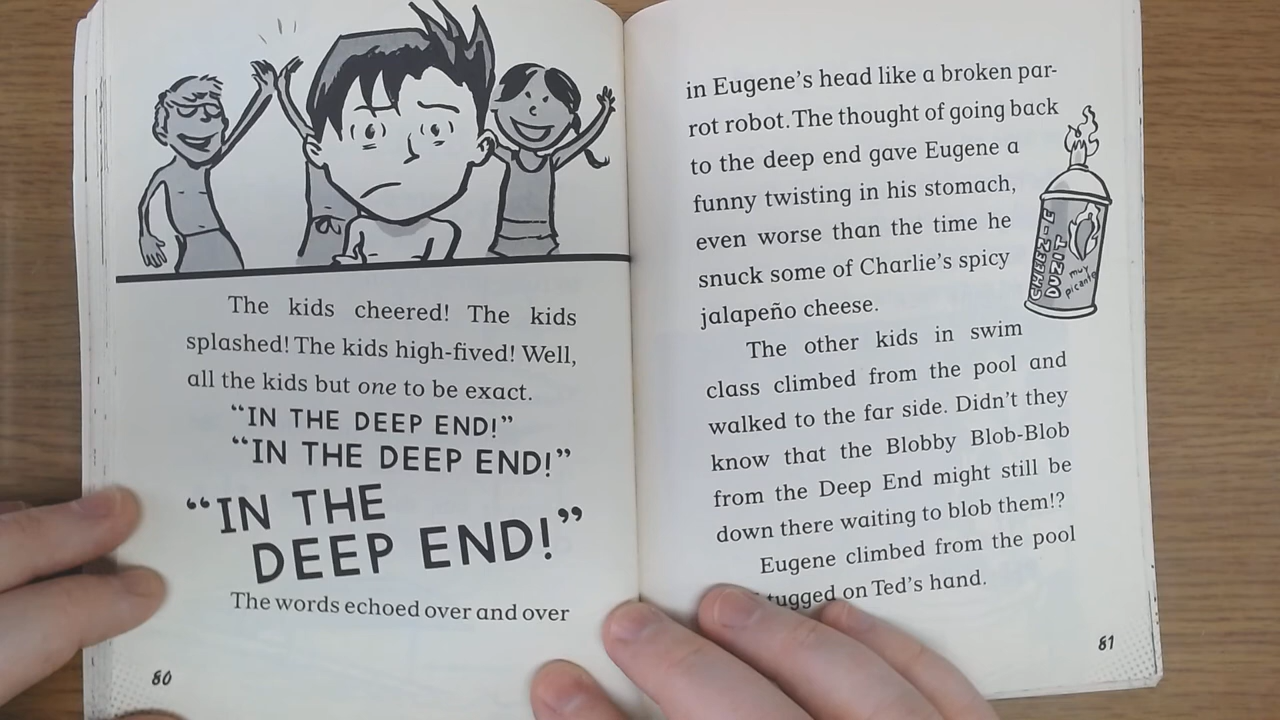 The kids cheered! The kids
splashed! The kids high-fived! Well,
all the kids but one to be exact.
“IN THE DEEP END!”
“IN THE DEEP END!”
“IN THE
DEEP END!”
The words echoed over and over
80
in Eugene’s head like a broken par-
rot robot. The thought of going back
to the deep end gave Eugene a
funny twisting in his stomach,
even worse than the time he
snuck some of Charlie’s spicy
jalapeño cheese.
CHEEZ-E
DUZIT
muy
picante
The other kids in swim
class climbed from the pool and
walked to the far side. Didn’t they
know that the Blobby Blob-Blob
from the Deep End might still be
down there waiting to blob them!?
Eugene climbed from the pool
tugged on Ted’s hand.
81